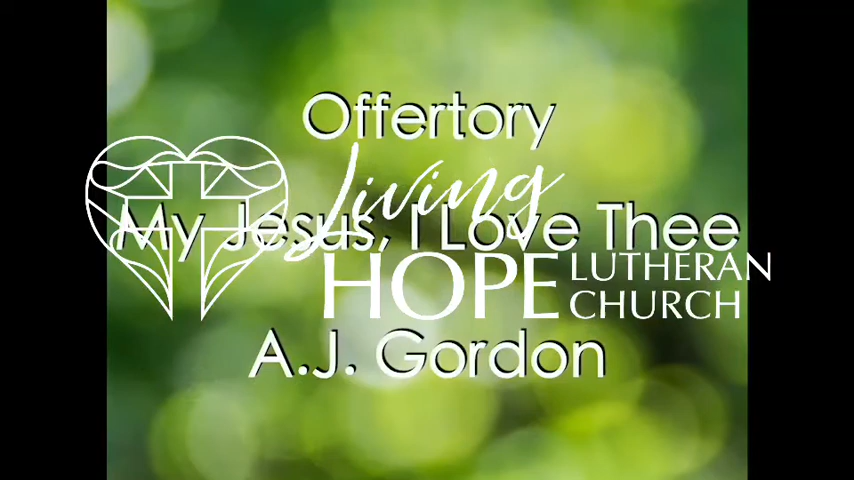 Offertory
Living
My Jesus, I Love Thee
HOPE
LUTHERAN
CHURCH
A.J. Gordon